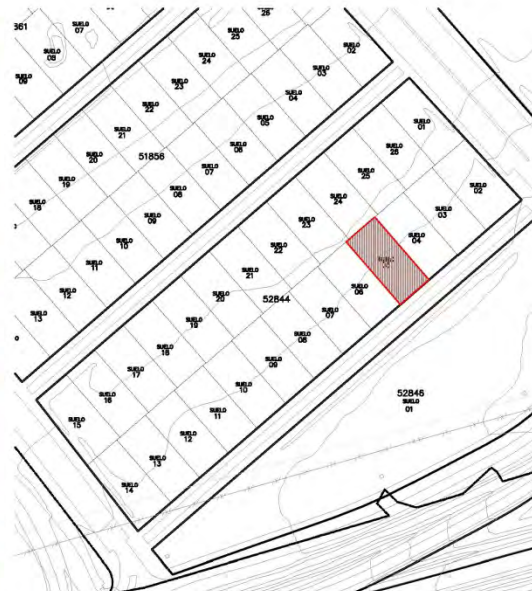 SUELO
26
SUELO
25
SUELO
24
SUELO
23
SUELO
22
SUELO
21
SUELO
20
SUELO
19
SUELO
18
SUELO
07
SUELO
08
SUELO
09
SUELO
02
SUELO
03
SUELO
04
SUELO
05
SUELO
06
SUELO
07
SUELO
08
SUELO
09
SUELO
10
SUELO
11
SUELO
12
SUELO
13
51856
SUELO
01
SUELO
26
SUELO
25
SUELO
24
SUELO
23
SUELO
22
SUELO
21
SUELO
20
SUELO
19
SUELO
18
SUELO
17
SUELO
16
SUELO
15
SUELO
02
SUELO
03
SUELO
04
SUELO
06
SUELO
07
SUELO
08
SUELO
09
SUELO
10
SUELO
11
SUELO
12
SUELO
13
SUELO
14
52844
52846
SUELO
01